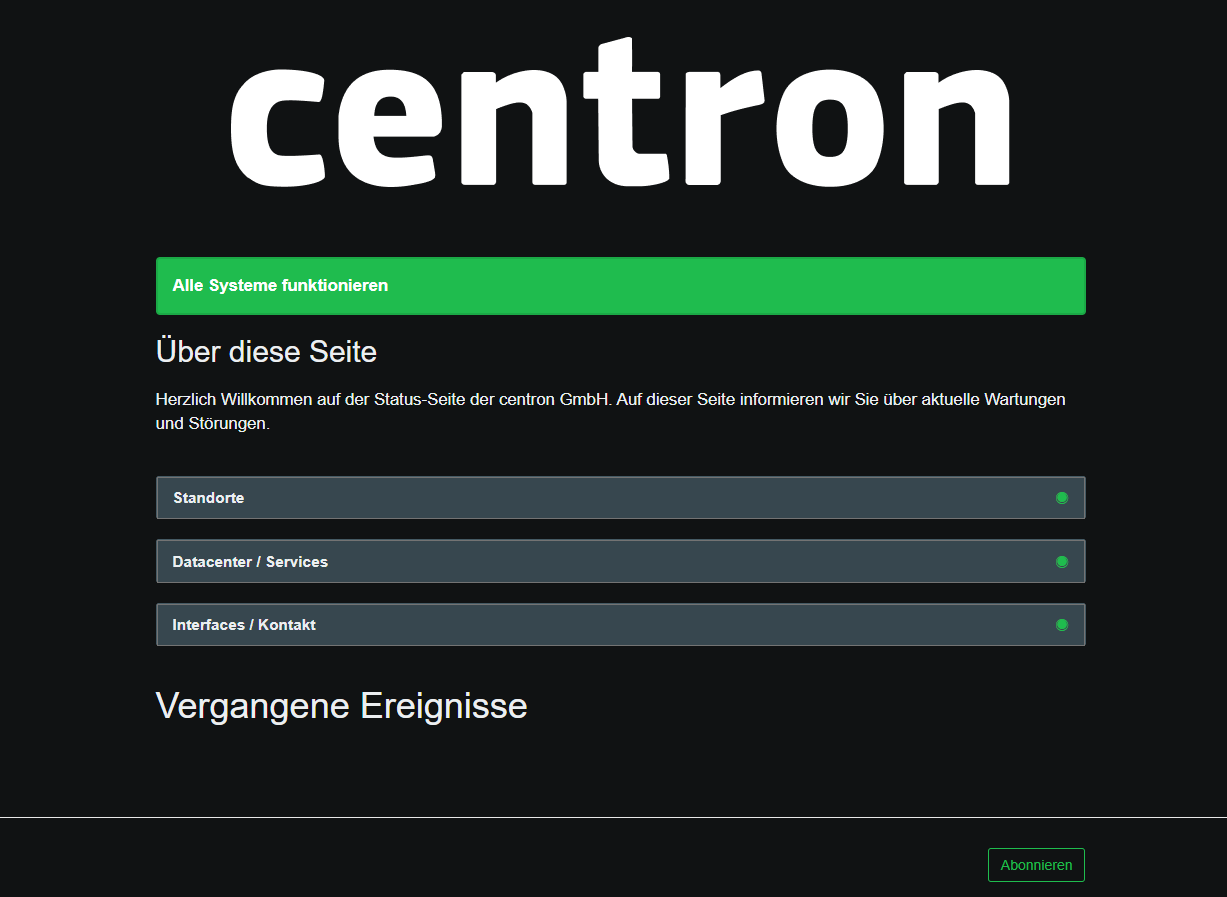 centron
Alle Systeme funktionieren
Über diese Seite
Herzlich Willkommen auf der Status-Seite der centron GmbH. Auf dieser Seite informieren wir Sie über aktuelle Wartungen
und Störungen.
Standorte
Datacenter / Services
Interfaces / Kontakt
Vergangene Ereignisse
Abonnieren